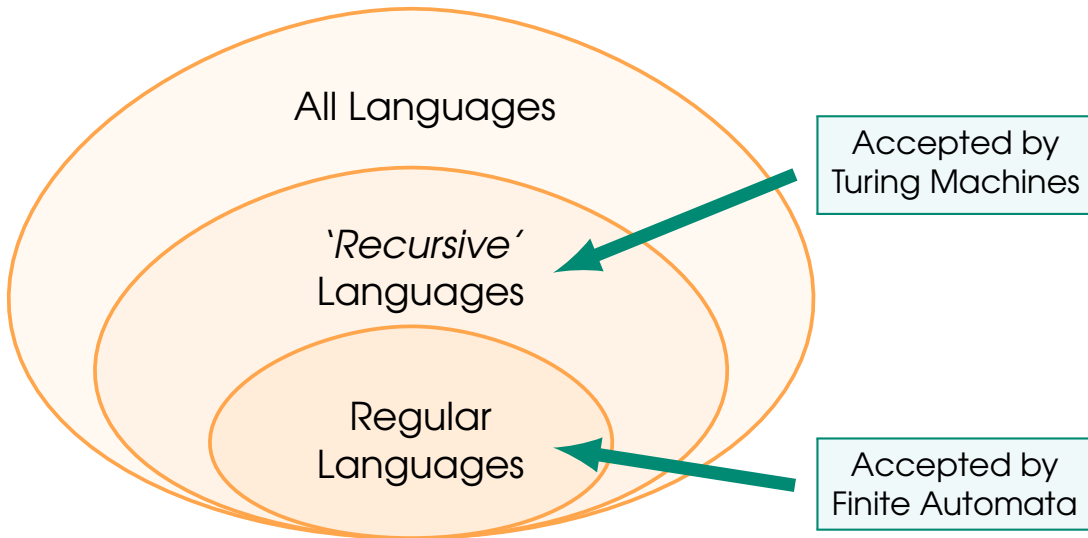 All Languages
Accepted by
Turing Machines
‘Recursive’
Languages
Regular
Languages
Accepted by
Finite Automata